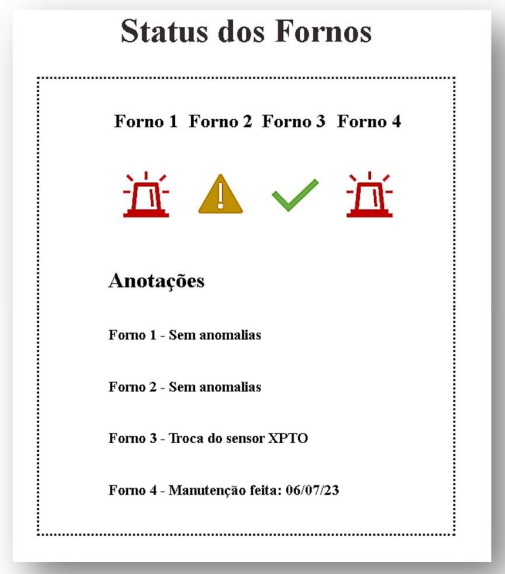 Status dos Fornos
Forno 1 Forno 2 Forno 3 Forno 4
Anotações
Forno 1 - Sem anomalias
Forno 2 - Sem anomalias
Forno 3 - Troca do sensor XPTO
Forno 4 - Manutenção feita: 06/07/23